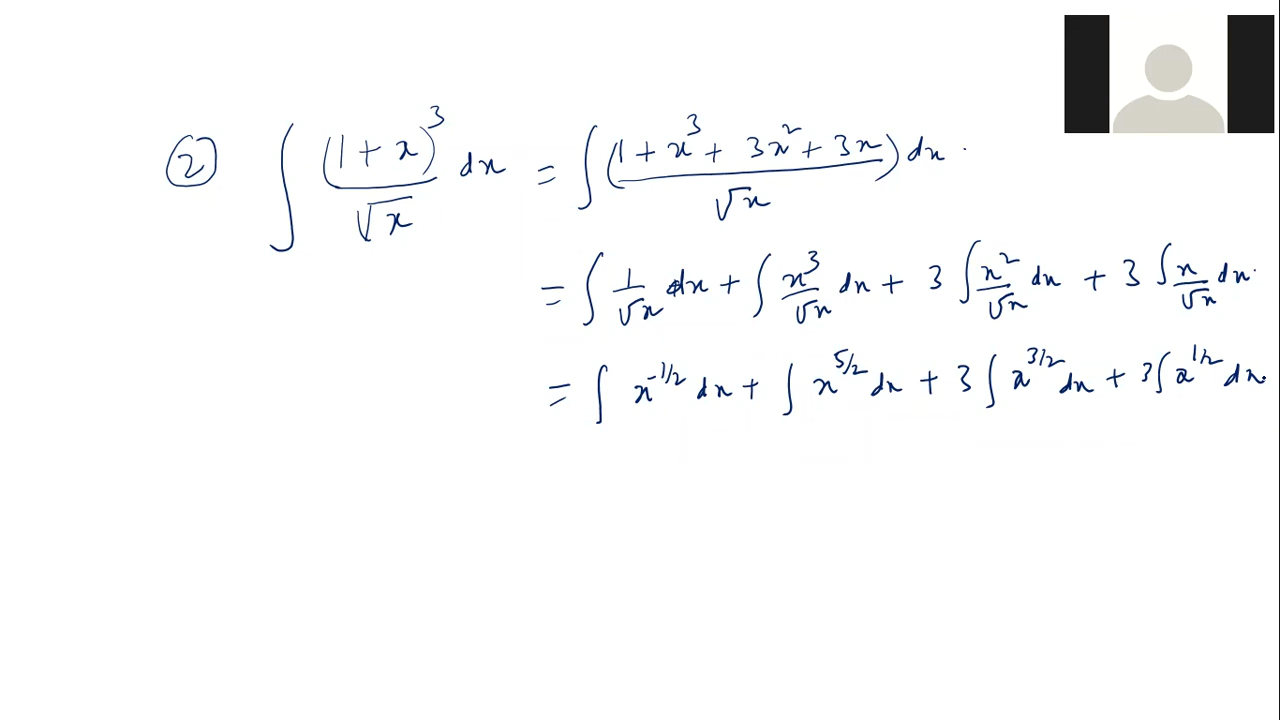 ② ∫ (1 + x)³/√x dx = ∫ (1 + x³ + 3x² + 3x)/√x dx .
= ∫ 1/√x dx + ∫ x³/√x dx + 3 ∫ x²/√x dx + 3 ∫ x/√x dx .
= ∫ x^(-1/2) dx + ∫ x^(5/2) dx + 3 ∫ x^(3/2) dx + 3 ∫ x^(1/2) dx .